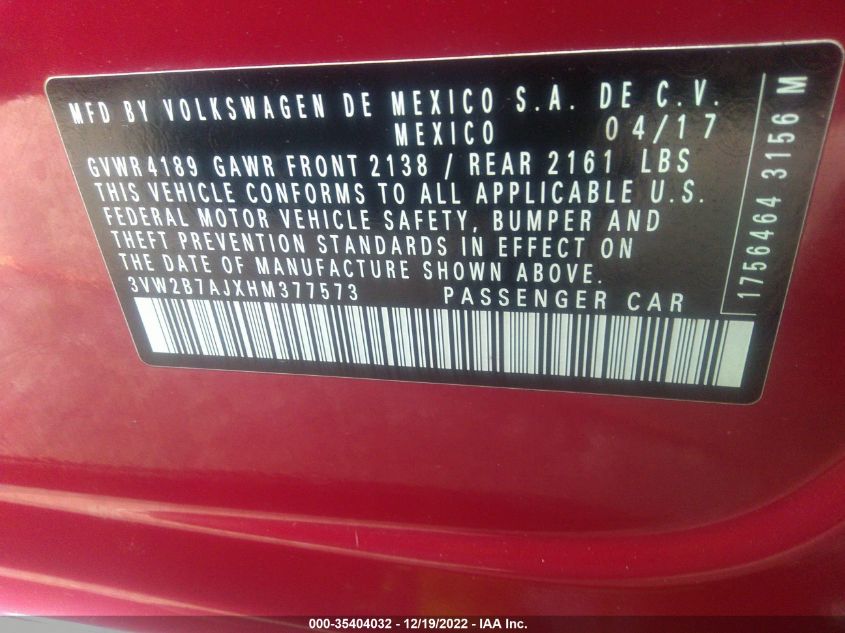 MFD BY VOLKSWAGEN DE MEXICO S.A. DE C.V.
MEXICO 04/17
GVWR 4189 GAWR FRONT 2138 / REAR 2161 LBS
THIS VEHICLE CONFORMS TO ALL APPLICABLE U.S.
FEDERAL MOTOR VEHICLE SAFETY, BUMPER AND
THEFT PREVENTION STANDARDS IN EFFECT ON
THE DATE OF MANUFACTURE SHOWN ABOVE.
3VW2B7AJXHM377573 PASSENGER CAR
1756464 3156 M
000-35404032 - 12/19/2022 - IAA Inc.